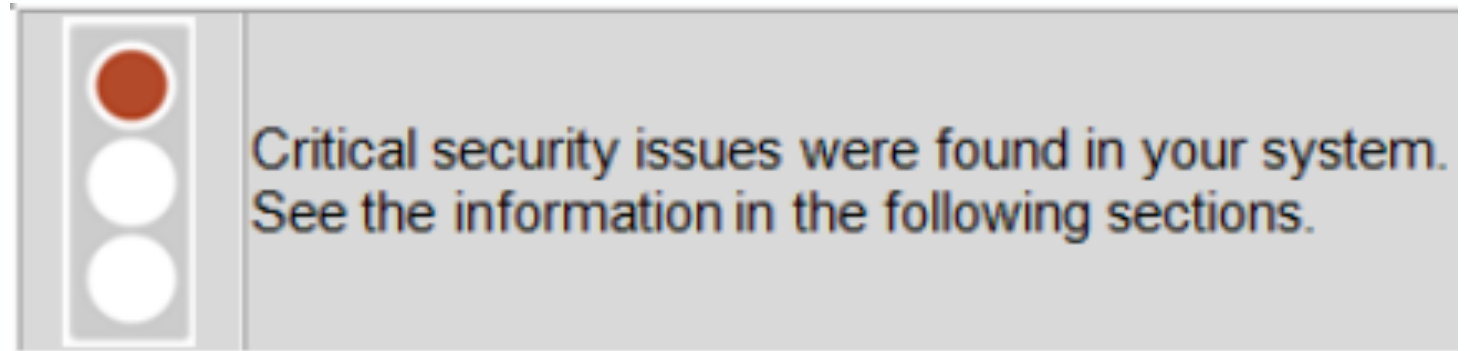 Critical security issues were found in your system.
See the information in the following sections.